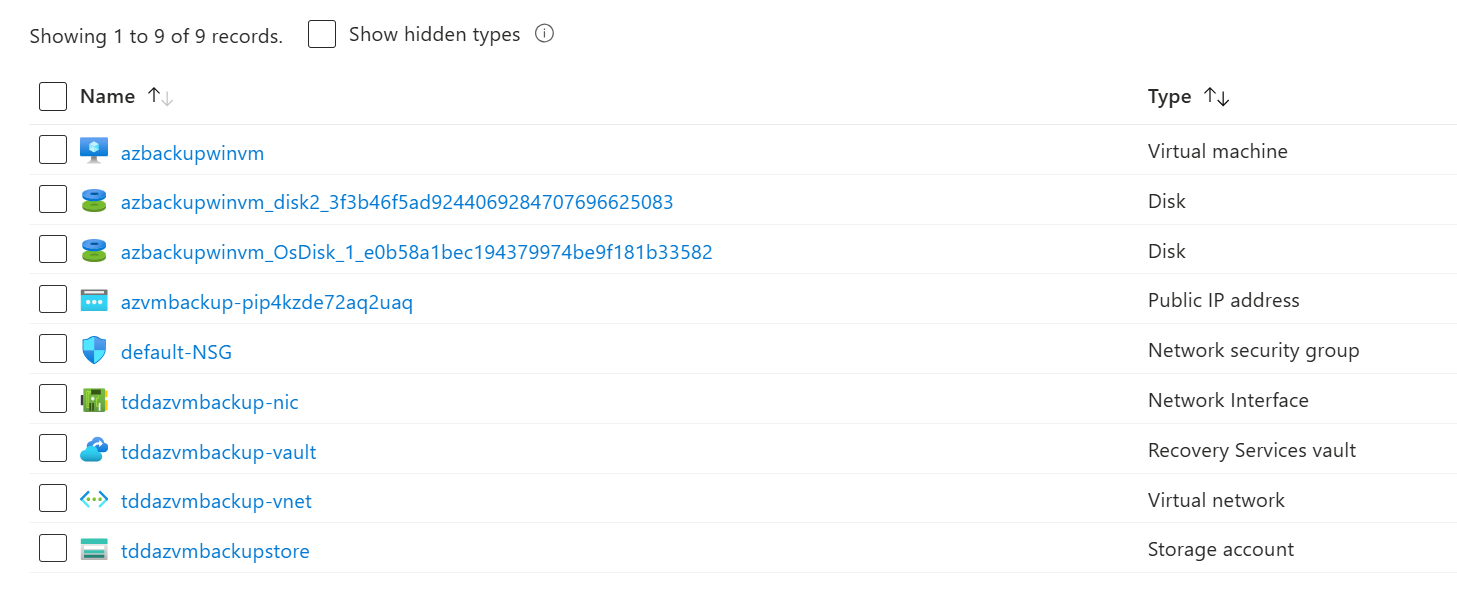 Showing 1 to 9 of 9 records. Show hidden types
Name Type
azbackupwinvm Virtual machine
azbackupwinvm_disk2_3f3b46f5ad9244069284707696625083 Disk
azbackupwinvm_OsDisk_1_e0b58a1bec194379974be9f181b33582 Disk
azvmbackup-pip4kzde72aq2uaq Public IP address
default-NSG Network security group
tddazvmbackup-nic Network Interface
tddazvmbackup-vault Recovery Services vault
tddazvmbackup-vnet Virtual network
tddazvmbackupstore Storage account